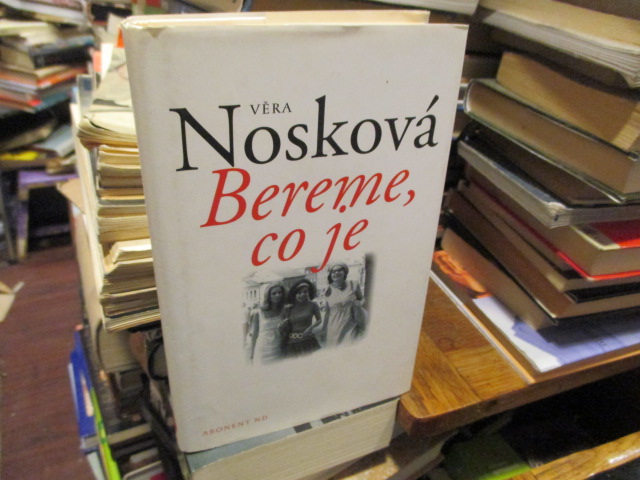 VĚRA
Nosková
Bereme,
co je
ABONENT ND